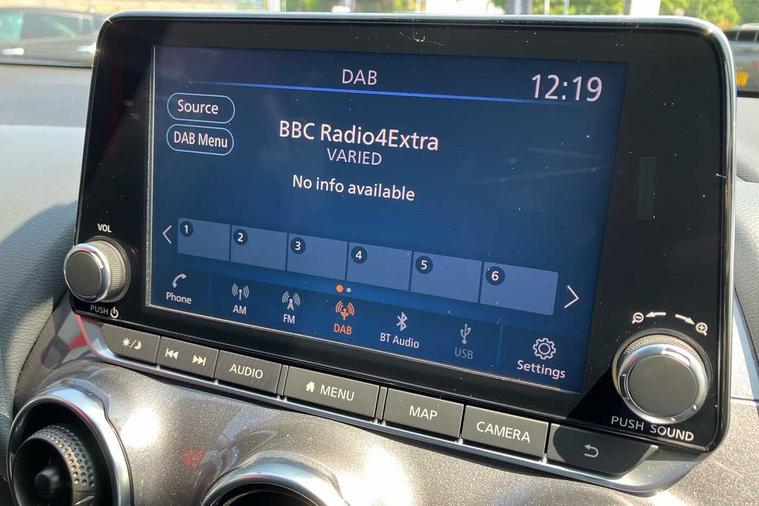 DAB
12:19
Source
DAB Menu
BBC Radio4Extra
VARIED
No info available
1 2 3 4 5 6
Phone
AM
FM
DAB
BT Audio
USB
Settings
VOL
PUSH
AUDIO
MENU
MAP
CAMERA
PUSH SOUND